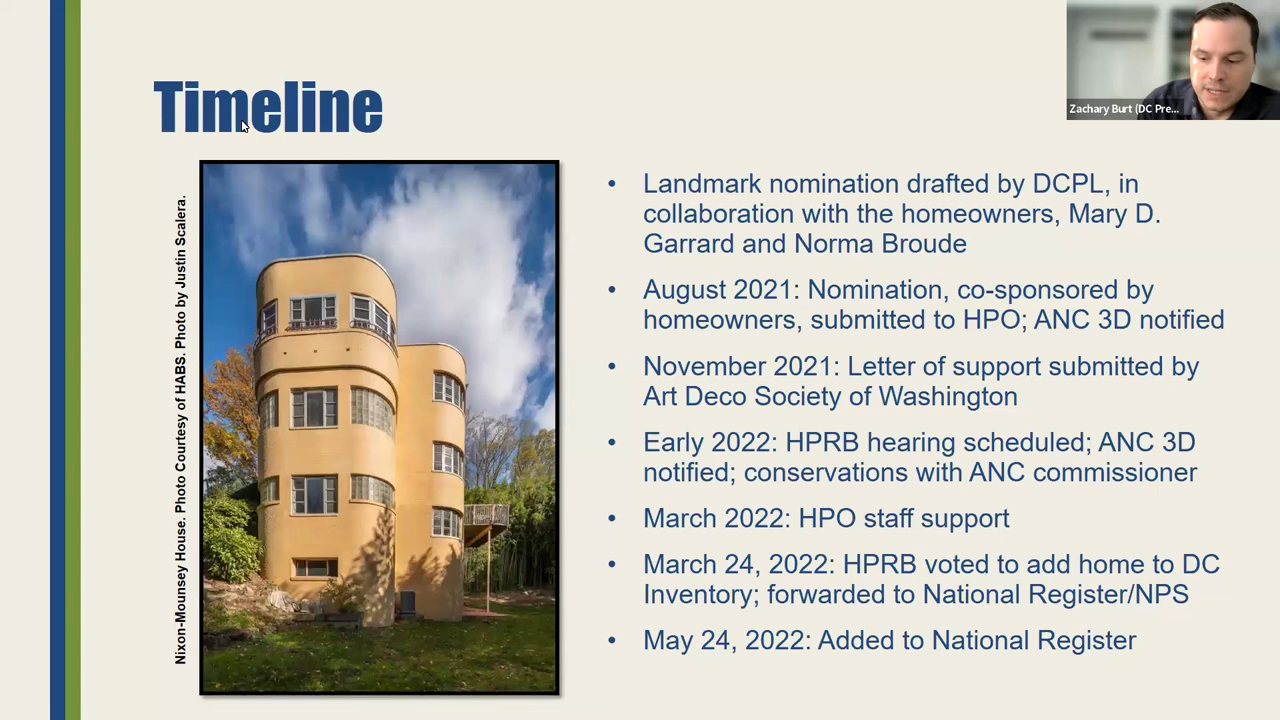 Timeline
Zachary Burt (DC Pre...
Nixon-Mounsey House. Photo Courtesy of HABS. Photo by Justin Scalera.
• Landmark nomination drafted by DCPL, in
collaboration with the homeowners, Mary D.
Garrard and Norma Broude
• August 2021: Nomination, co-sponsored by
homeowners, submitted to HPO; ANC 3D notified
• November 2021: Letter of support submitted by
Art Deco Society of Washington
• Early 2022: HPRB hearing scheduled; ANC 3D
notified; conservations with ANC commissioner
• March 2022: HPO staff support
• March 24, 2022: HPRB voted to add home to DC
Inventory; forwarded to National Register/NPS
• May 24, 2022: Added to National Register